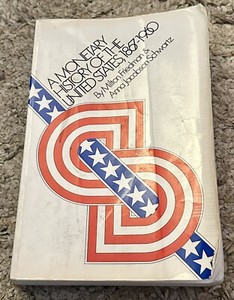 A MONETARY
HISTORY OF THE
UNITED STATES, 1867-1960
By Milton Friedman &
Anna Jacobson Schwartz